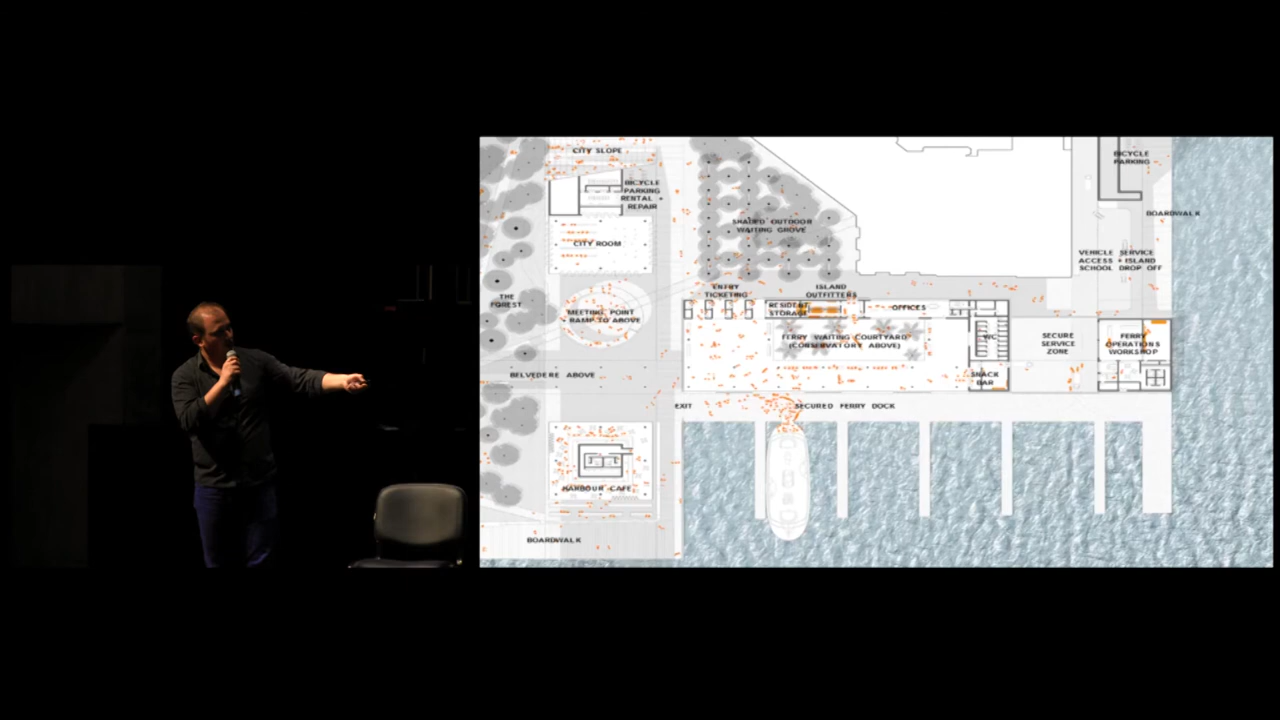 CITY SLOPE
BICYCLE
PARKING
RENTAL +
REPAIR
CITY ROOM
THE
FOREST
MEETING POINT
RAMP TO ABOVE
BELVEDERE ABOVE
HARBOUR CAFE
BOARDWALK
SHADED OUTDOOR
WAITING GROVE
ENTRY
TICKETING
ISLAND
OUTFITTERS
RESIDENT
STORAGE
OFFICES
I.T
FERRY WAITING COURTYARD
(CONSERVATORY ABOVE)
WC
SNACK
BAR
EXIT
SECURED FERRY DOCK
SECURE
SERVICE
ZONE
FERRY
OPERATIONS
WORKSHOP
BICYCLE
PARKING
BOARDWALK
VEHICLE SERVICE
ACCESS + ISLAND
SCHOOL DROP OFF